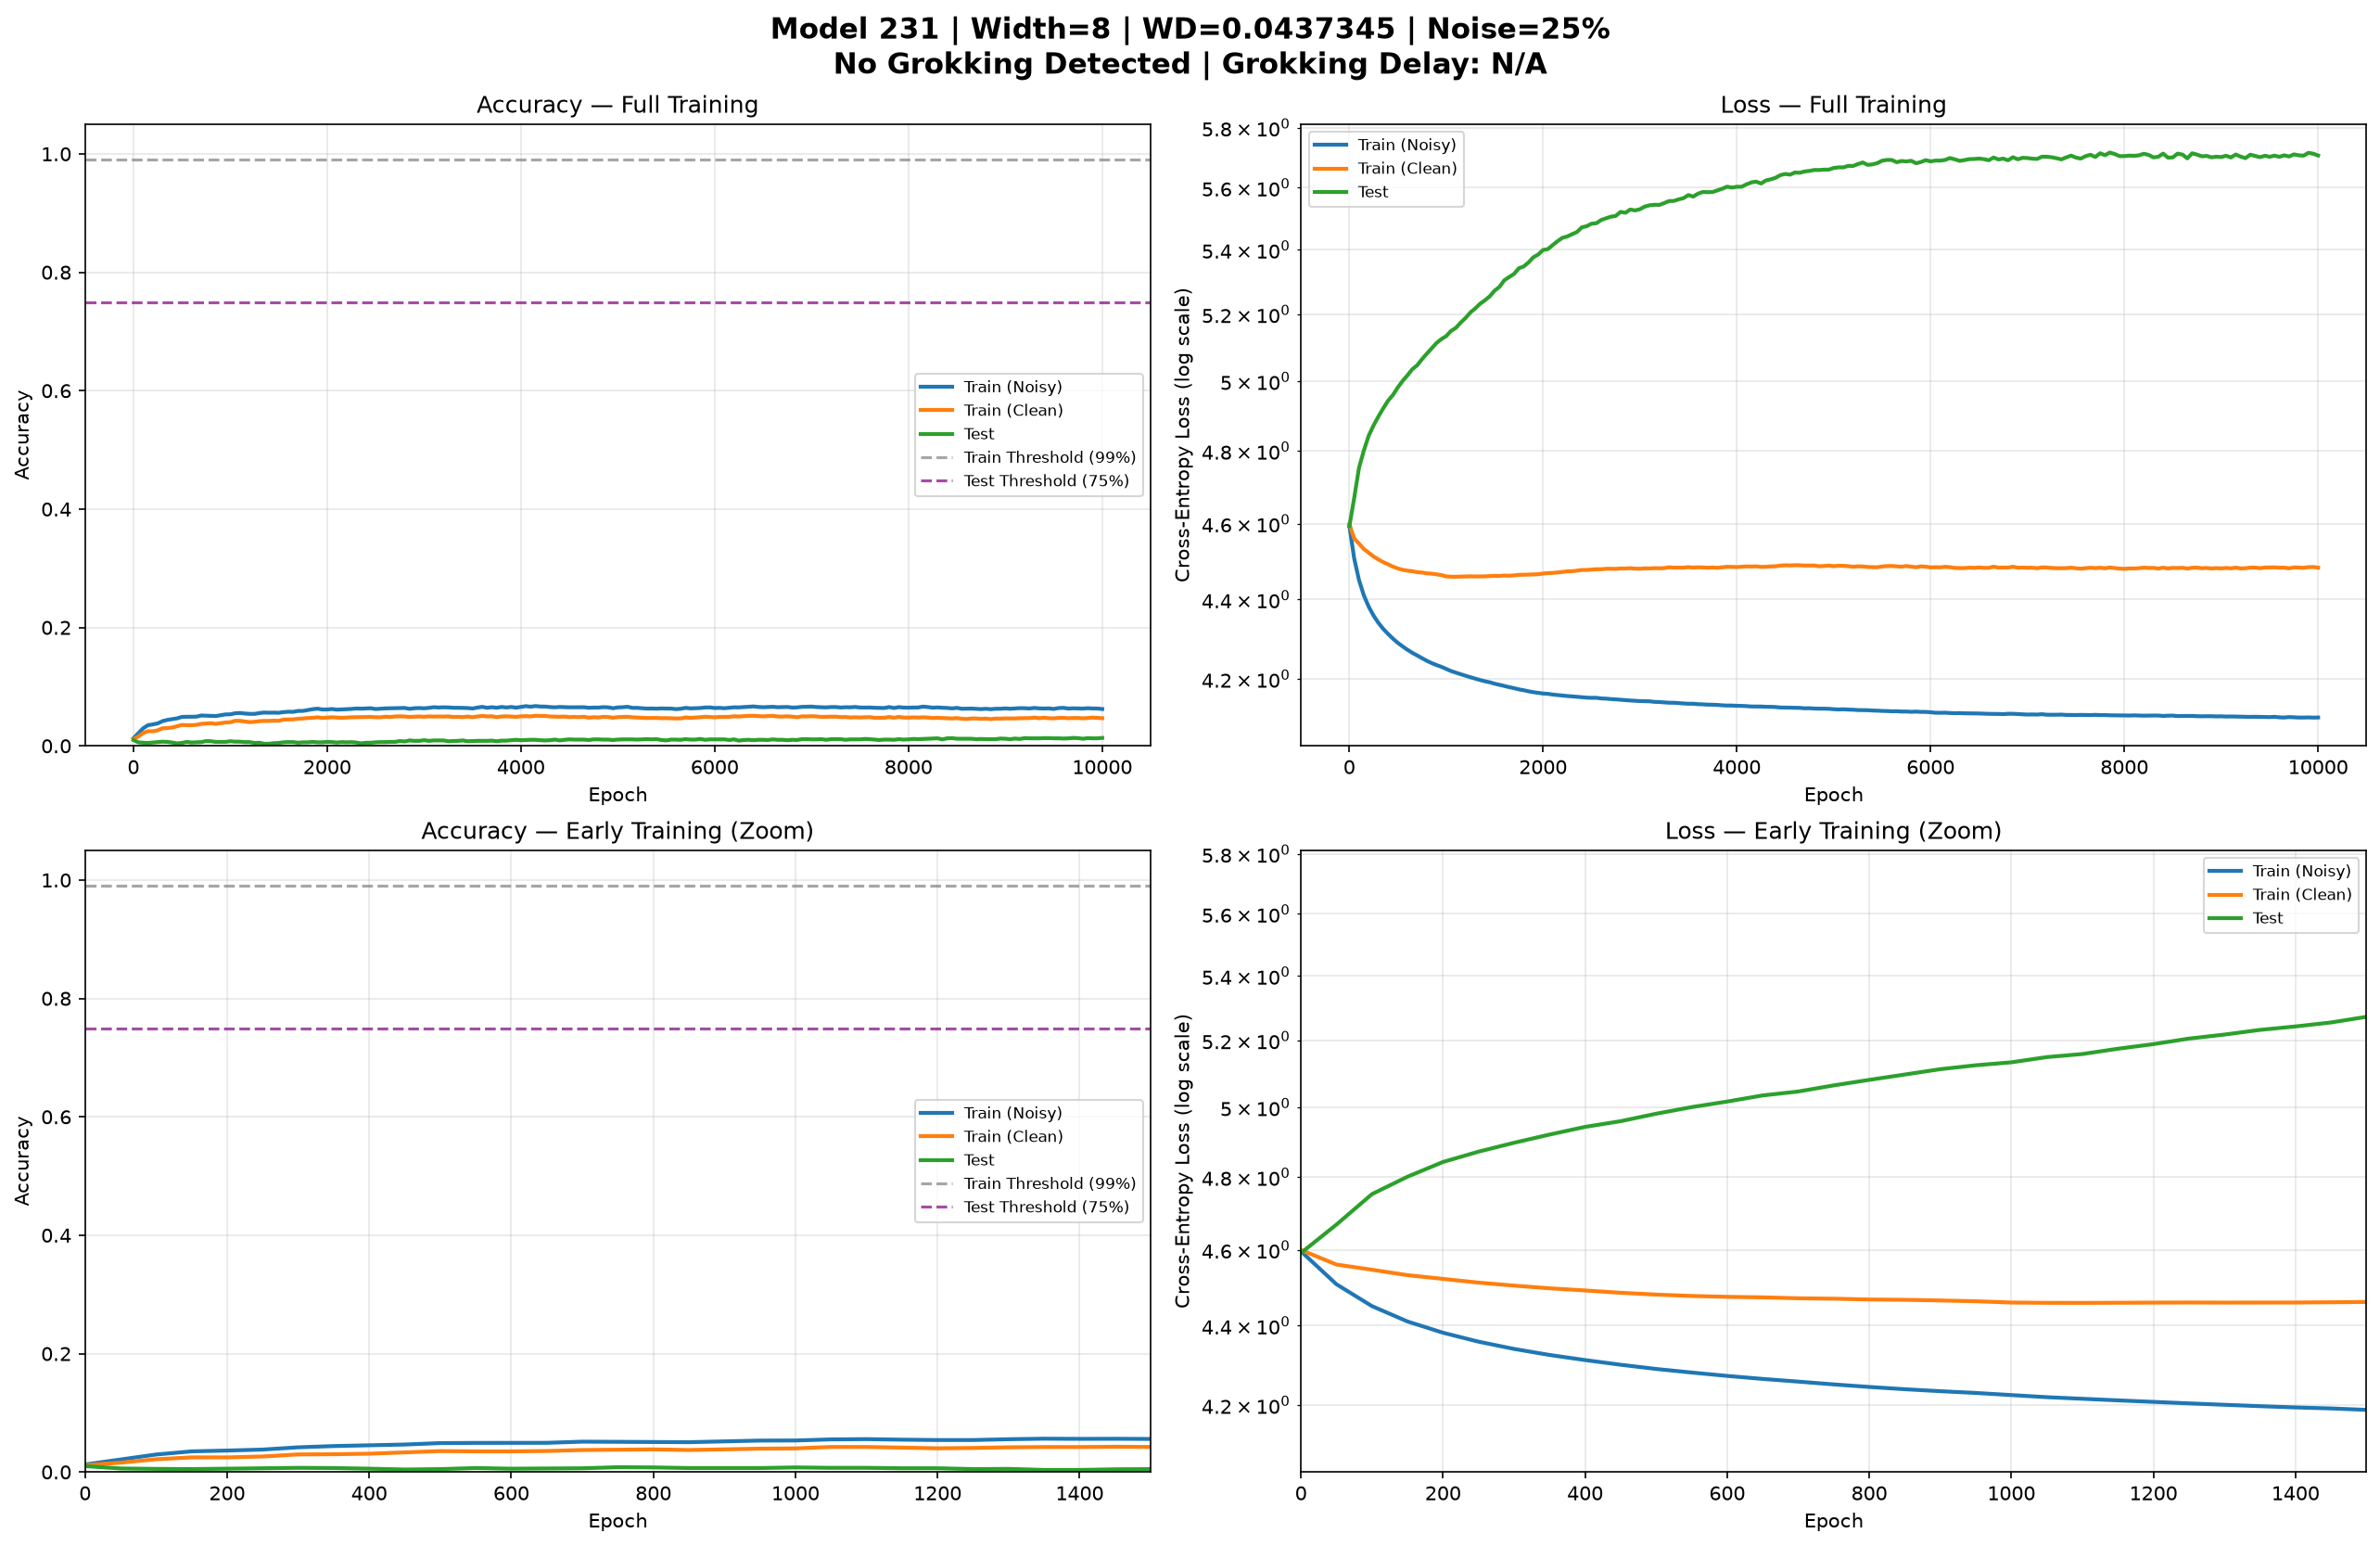 Model 231 | Width=8 | WD=0.0437345 | Noise=25%
No Grokking Detected | Grokking Delay: N/A
Accuracy — Full Training
Accuracy
1.0
0.8
0.6
0.4
0.2
0.0
Train (Noisy)
Train (Clean)
Test
Train Threshold (99%)
Test Threshold (75%)
0 2000 4000 6000 8000 10000
Epoch
Loss — Full Training
Cross-Entropy Loss (log scale)
5.8 × 10⁰
5.6 × 10⁰
5.4 × 10⁰
5.2 × 10⁰
5 × 10⁰
4.8 × 10⁰
4.6 × 10⁰
4.4 × 10⁰
4.2 × 10⁰
Train (Noisy)
Train (Clean)
Test
0 2000 4000 6000 8000 10000
Epoch
Accuracy — Early Training (Zoom)
Accuracy
1.0
0.8
0.6
0.4
0.2
0.0
Train (Noisy)
Train (Clean)
Test
Train Threshold (99%)
Test Threshold (75%)
0 200 400 600 800 1000 1200 1400
Epoch
Loss — Early Training (Zoom)
Cross-Entropy Loss (log scale)
5.8 × 10⁰
5.6 × 10⁰
5.4 × 10⁰
5.2 × 10⁰
5 × 10⁰
4.8 × 10⁰
4.6 × 10⁰
4.4 × 10⁰
4.2 × 10⁰
Train (Noisy)
Train (Clean)
Test
0 200 400 600 800 1000 1200 1400
Epoch